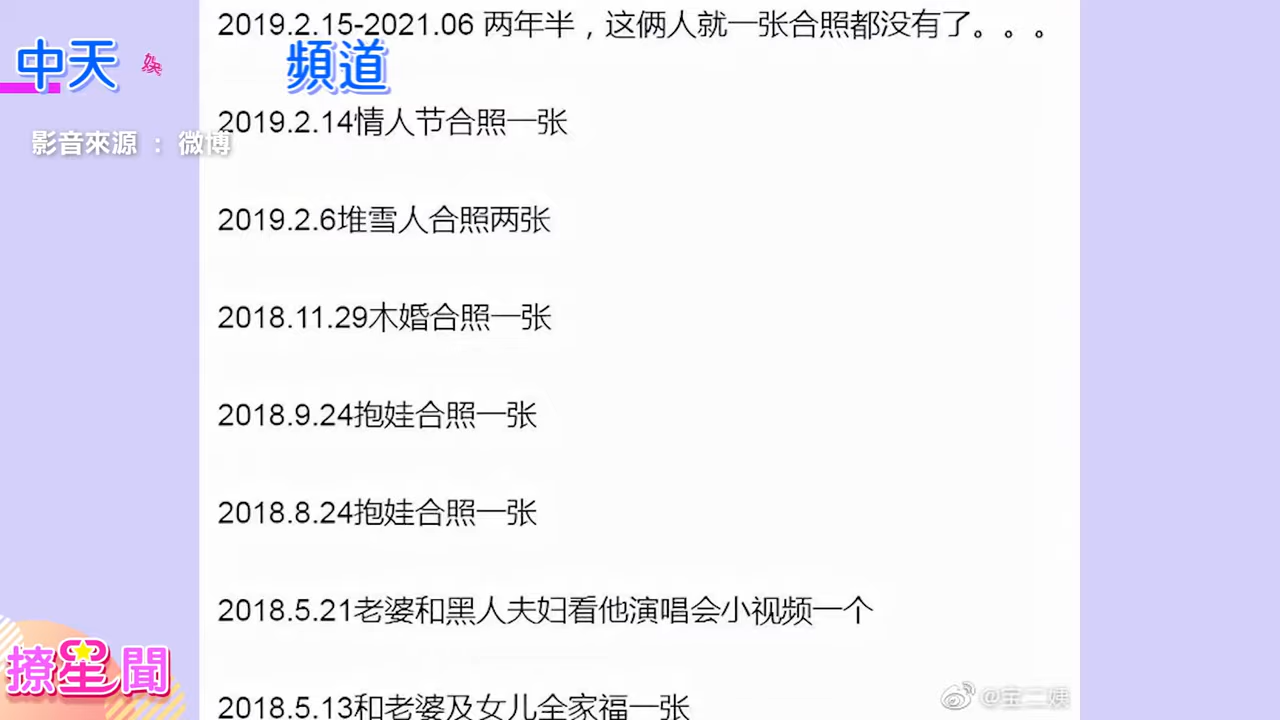 2019.2.15-2021.06 两年半，这俩人就一张合照都没有了。。。
中天 娛 頻道
2019.2.14情人节合照一张
影音來源 ： 微博
2019.2.6堆雪人合照两张
2018.11.29木婚合照一张
2018.9.24抱娃合照一张
2018.8.24抱娃合照一张
2018.5.21老婆和黑人夫妇看他演唱会小视频一个
撩星聞
2018.5.13和老婆及女儿全家福一张
@宝二姨